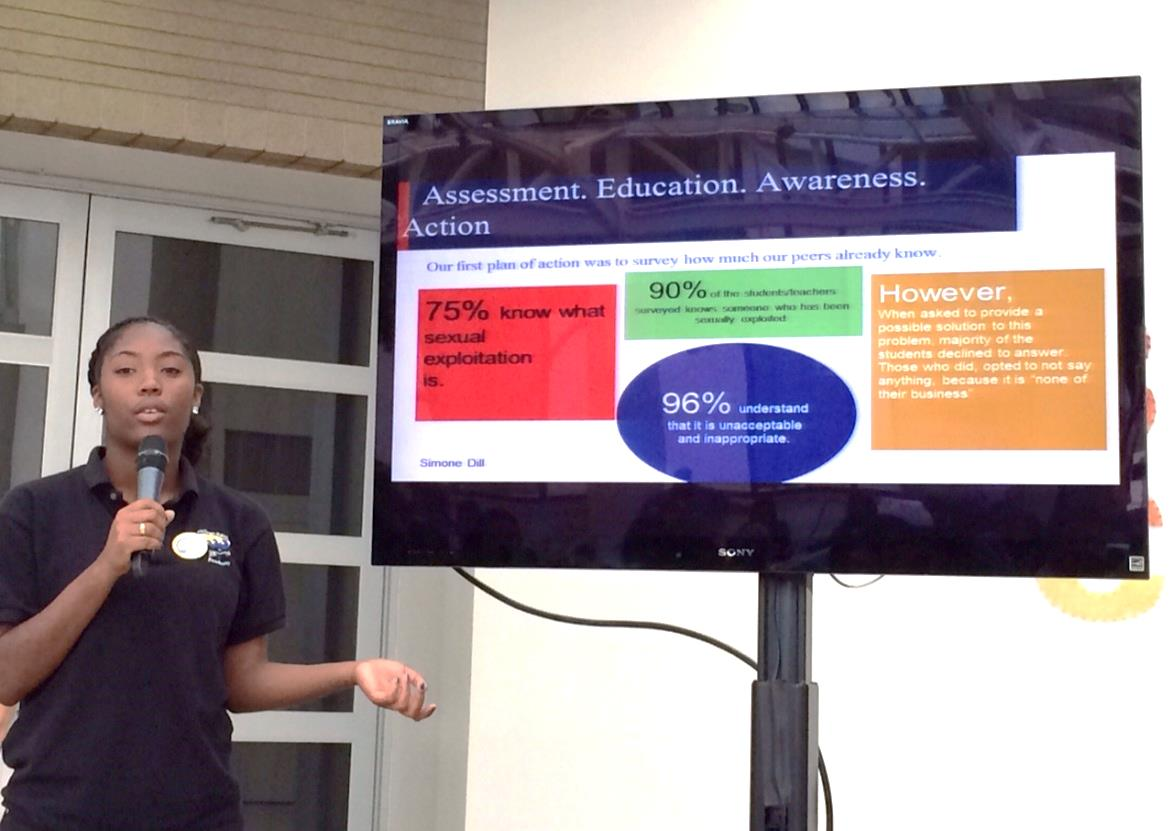 BRAVIA
Assessment. Education. Awareness.
Action
Our first plan of action was to survey how much our peers already know.
75% know what
sexual
exploitation
is.
90% of the students/teachers
surveyed knows someone who has been
sexually exploited
96% understand
that it is unacceptable
and inappropriate.
However,
When asked to provide a
possible solution to this
problem, majority of the
students declined to answer.
Those who did, opted to not say
anything, because it is "none of
their business"
Simone Dill
SONY